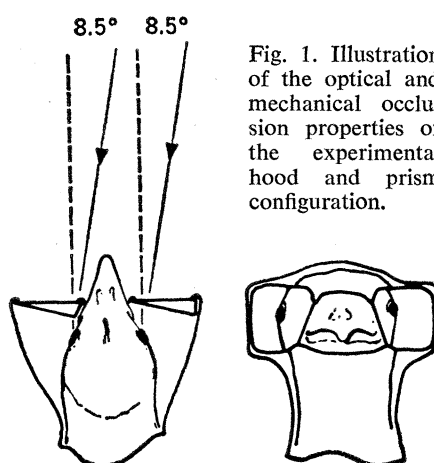 8.5° 8.5°
Fig. 1. Illustration
of the optical and
mechanical occlu
sion properties of
the experimenta
hood and prism
configuration.